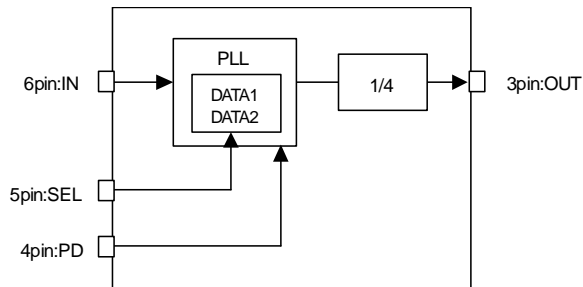 PLL
6pin:IN
DATA1
DATA2
1/4
3pin:OUT
5pin:SEL
4pin:PD